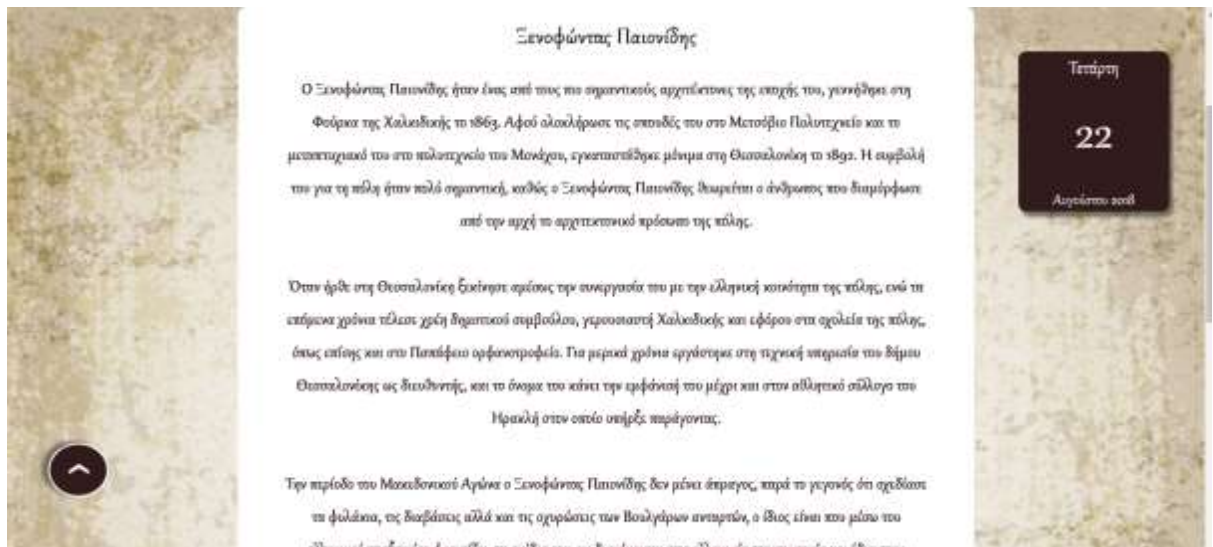 Ξενοφώντας Παιονίδης
Ο Ξενοφώντας Παιονίδης ήταν ένας από τους πιο σημαντικούς αρχιτέκτονες της εποχής του, γεννήθηκε στη
Φούρκα της Χαλκιδικής το 1863. Αφού ολοκλήρωσε τις σπουδές του στο Μετσόβιο Πολυτεχνείο και το
μεταπτυχιακό του στο πολυτεχνείο του Μονάχου, εγκαταστάθηκε μόνιμα στη Θεσσαλονίκη το 1892. Η συμβολή
του για τη πόλη ήταν πολύ σημαντική, καθώς ο Ξενοφώντας Παιονίδης θεωρείται ο άνθρωπος που διαμόρφωσε
από την αρχή το αρχιτεκτονικό πρόσωπο της πόλης.
Όταν ήρθε στη Θεσσαλονίκη ξεκίνησε αμέσως την συνεργασία του με την ελληνική κοινότητα της πόλης, ενώ τα
επόμενα χρόνια τέλεσε χρέη δημοτικού συμβούλου, γερουσιαστή Χαλκιδικής και εφόρου στα σχολεία της πόλης,
όπως επίσης και στο Παπάφειο ορφανοτροφείο. Για μερικά χρόνια εργάστηκε στη τεχνική υπηρεσία του δήμου
Θεσσαλονίκης ως διευθυντής, και το όνομα του κάνει την εμφάνισή του μέχρι και στον αθλητικό σύλλογο του
Ηρακλή στον οποίο υπήρξε παράγοντας.
Την περίοδο του Μακεδονικού Αγώνα ο Ξενοφώντας Παιονίδης δεν μένει άπραγος, παρά το γεγονός ότι σχεδίασε
τα φυλάκια, τις διαβάσεις αλλά και τις οχυρώσεις των Βουλγάρων ανταρτών, ο ίδιος είναι που μέσω του
Τετάρτη
22
Αυγούστου 2018